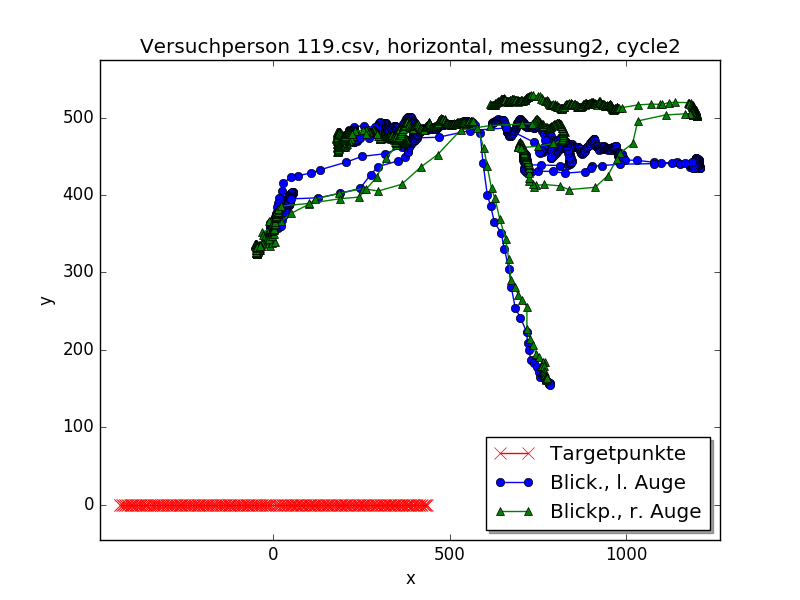 Versuchperson 119.csv, horizontal, messung2, cycle2
y
500
400
300
200
100
0
0 500 1000
x
Targetpunkte
Blick., l. Auge
Blickp., r. Auge